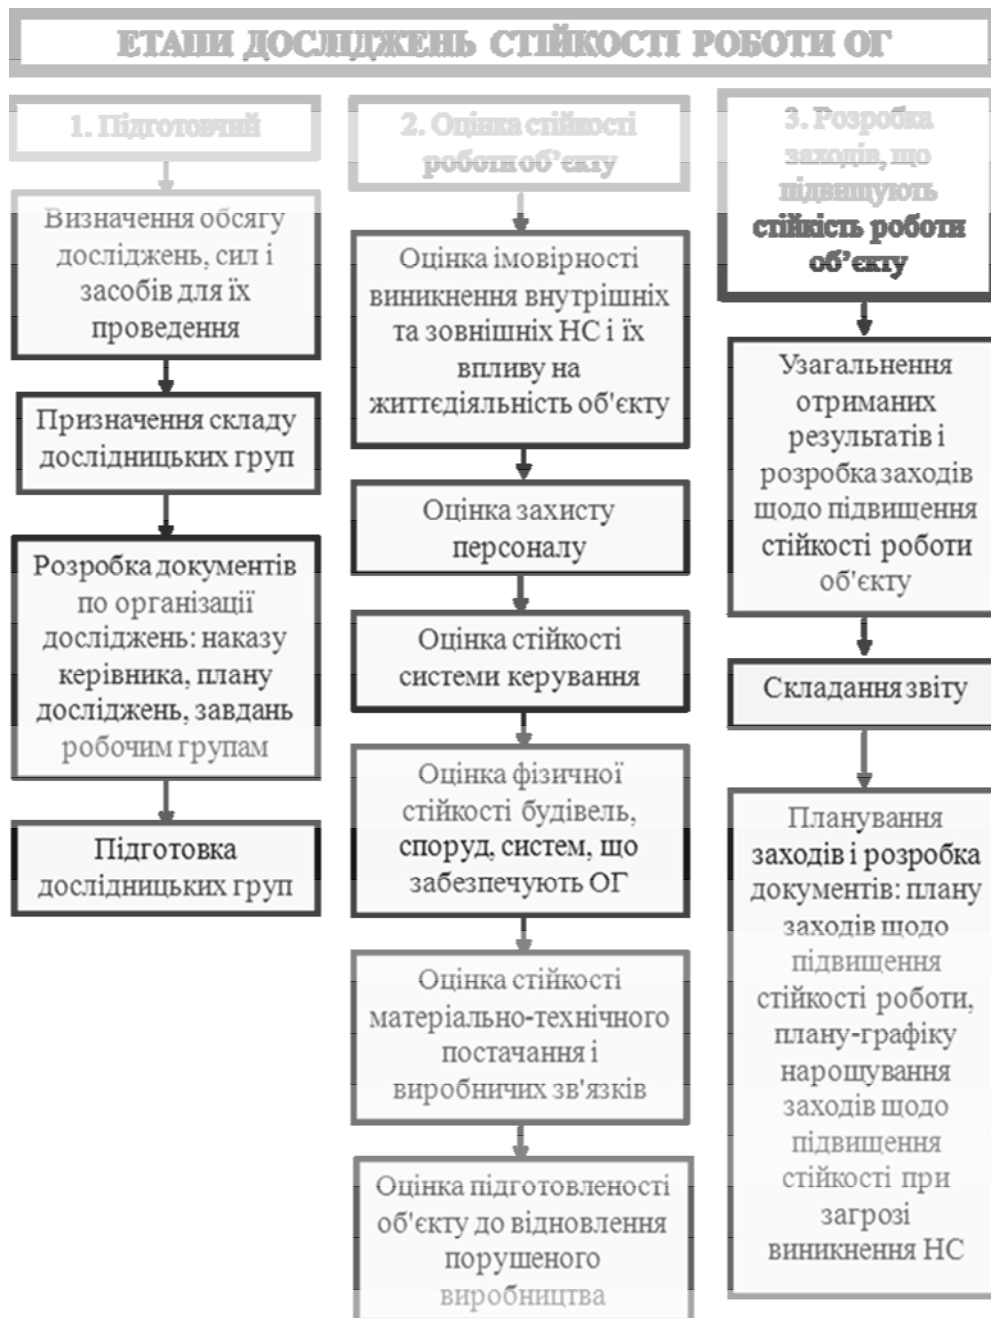 ЕТАПИ ДОСЛІДЖЕНЬ СТІЙКОСТІ РОБОТИ ОГ
1. Підготовчий
Визначення обсягу
досліджень, сил і
засобів для їх
проведення
Призначення складу
дослідницьких груп
Розробка документів
по організації
досліджень: наказу
керівника, плану
досліджень, завдань
робочим групам
Підготовка
дослідницьких груп
2. Оцінка стійкості
роботи об’єкту
Оцінка імовірності
виникнення внутрішніх
та зовнішніх НС і їх
впливу на
життєдіяльність об'єкту
Оцінка захисту
персоналу
Оцінка стійкості
системи керування
Оцінка фізичної
стійкості будівель,
споруд, систем, що
забезпечують ОГ
Оцінка стійкості
матеріально-технічного
постачання і
виробничих зв'язків
Оцінка підготовленості
об'єкту до відновлення
порушеного
виробництва
3. Розробка
заходів, що
підвищують
стійкість роботи
об’єкту
Узагальнення
отриманих
результатів і
розробка заходів
щодо підвищення
стійкості роботи
об'єкту
Складання звіту
Планування
заходів і розробка
документів: плану
заходів щодо
підвищення
стійкості роботи,
плану-графіку
нарощування
заходів щодо
підвищення
стійкості при
загрозі
виникнення НС